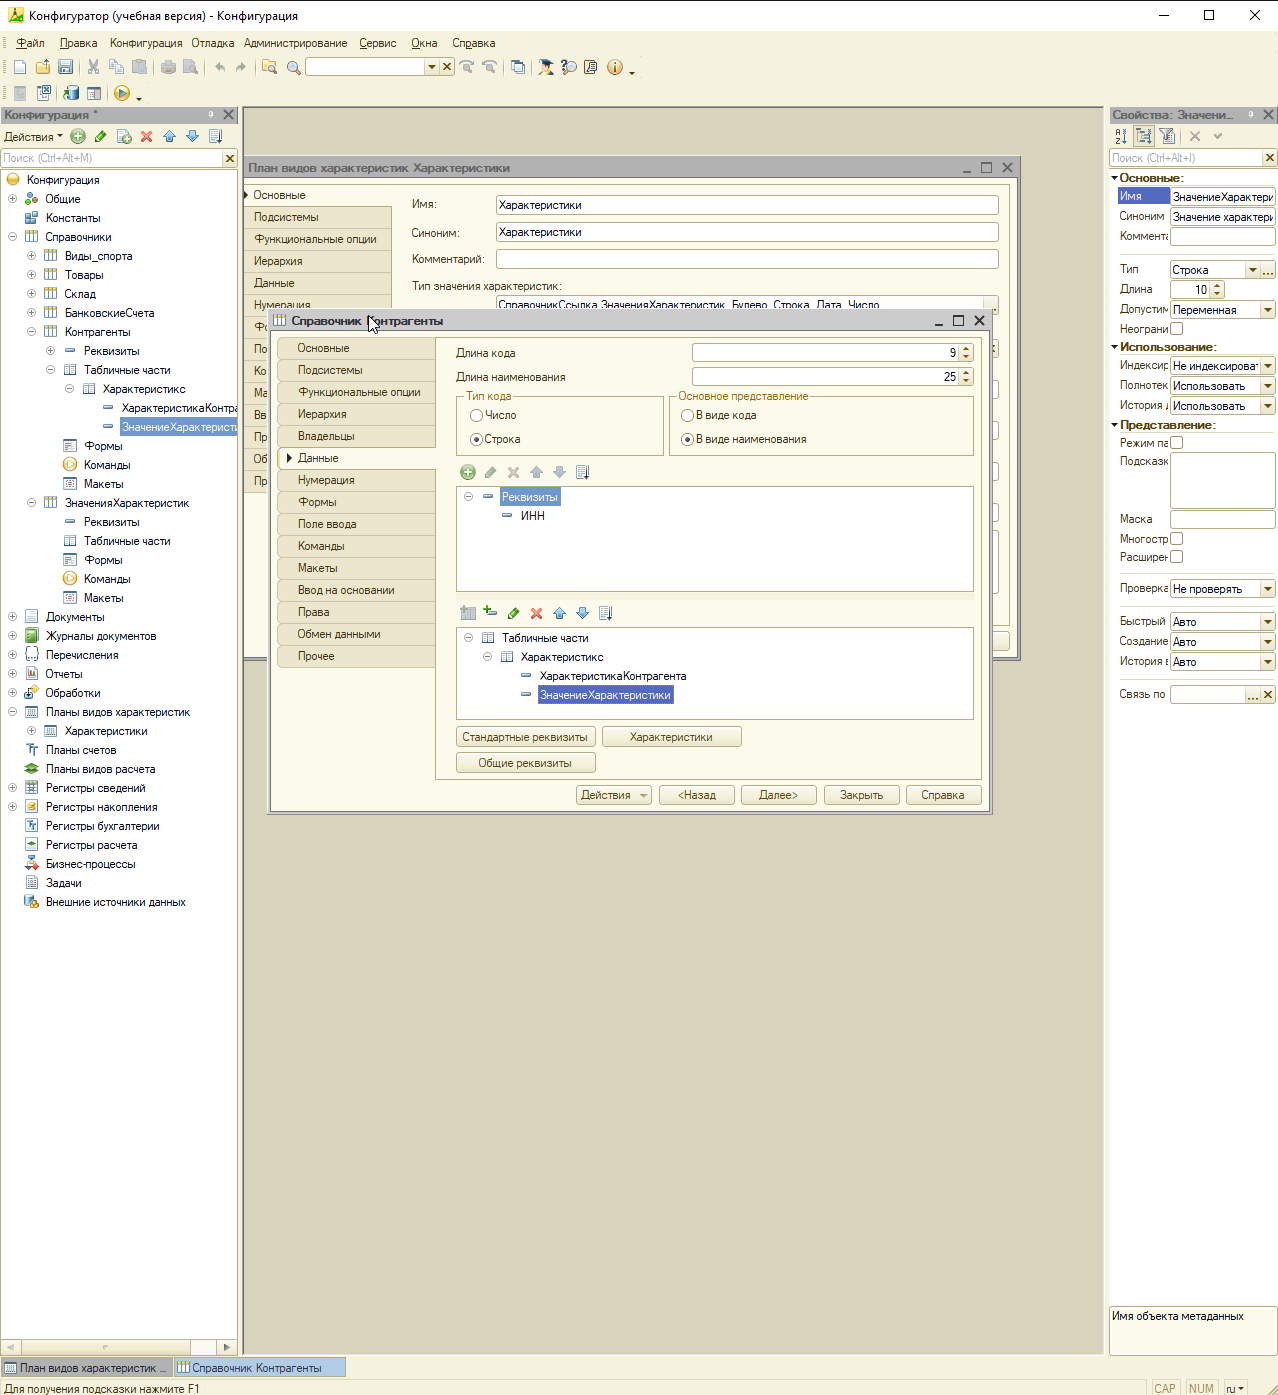 Конфигуратор (учебная версия) - Конфигурация
Файл Правка Конфигурация Отладка Администрирование Сервис Окна Справка
Конфигурация *
Действия
Поиск (Ctrl+Alt+M)
Конфигурация
Общие
Константы
Справочники
Виды_спорта
Товары
Склад
БанковскиеСчета
Контрагенты
Реквизиты
Табличные части
Характеристикс
ХарактеристикаКонтра
ЗначениеХарактеристи
Формы
Команды
Макеты
ЗначенияХарактеристик
Реквизиты
Табличные части
Формы
Команды
Макеты
Документы
Журналы документов
Перечисления
Отчеты
Обработки
Планы видов характеристик
Характеристики
Планы счетов
Планы видов расчета
Регистры сведений
Регистры накопления
Регистры бухгалтерии
Регистры расчета
Бизнес-процессы
Задачи
Внешние источники данных
План видов характеристик Характеристики
Основные
Подсистемы
Функциональные опции
Иерархия
Данные
Нумерация
Фо
По
Ко
Ма
Вв
Пр
Об
Пр
Имя: Характеристики
Синоним: Характеристики
Комментарий:
Тип значения характеристик:
СправочникСсылка.ЗначенияХарактеристик, Булево, Строка, Дата, Число
Справочник Контрагенты
Основные
Подсистемы
Функциональные опции
Иерархия
Владельцы
Данные
Нумерация
Формы
Поле ввода
Команды
Макеты
Ввод на основании
Права
Обмен данными
Прочее
Длина кода 9
Длина наименования 25
Тип кода
Число
Строка
Основное представление
В виде кода
В виде наименования
Реквизиты
ИНН
Табличные части
Характеристикс
ХарактеристикаКонтрагента
ЗначениеХарактеристики
Стандартные реквизиты Характеристики
Общие реквизиты
Действия <Назад Далее> Закрыть Справка
Свойства: Значени...
Поиск (Ctrl+Alt+I)
Основные:
Имя ЗначениеХарактери
Синоним Значение характери
Коммента
Тип Строка ...
Длина 10
Допустим Переменная
Неограни
Использование:
Индексир Не индексироват
Полнотек Использовать
История Использовать
Представление:
Режим па
Подсказк
Маска
Многостр
Расширен
Проверка Не проверять
Быстрый Авто
Создание Авто
История в Авто
Связь по ...
Имя объекта метаданных
План видов характеристик ... Справочник Контрагенты
Для получения подсказки нажмите F1 CAP NUM ru